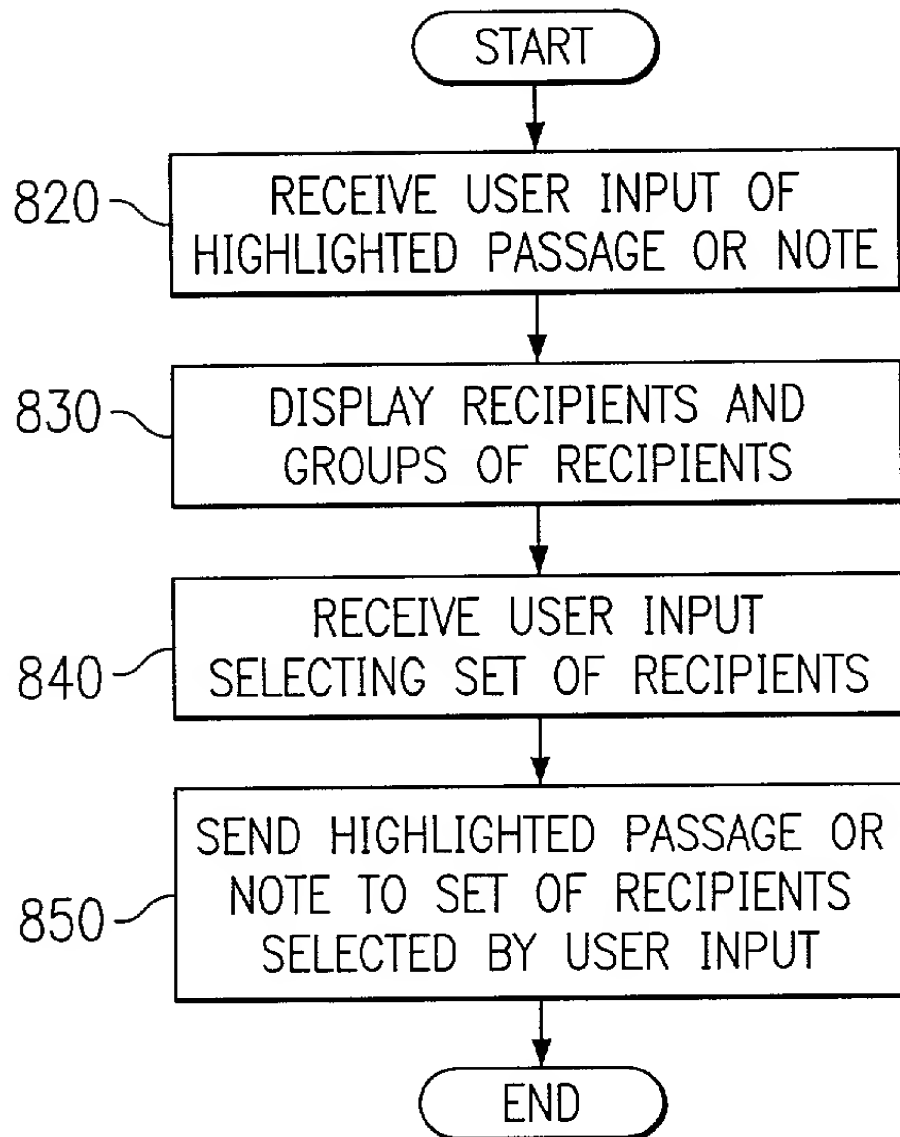 START
820
RECEIVE USER INPUT OF
HIGHLIGHTED PASSAGE OR NOTE
830
DISPLAY RECIPIENTS AND
GROUPS OF RECIPIENTS
840
RECEIVE USER INPUT
SELECTING SET OF RECIPIENTS
850
SEND HIGHLIGHTED PASSAGE OR
NOTE TO SET OF RECIPIENTS
SELECTED BY USER INPUT
END